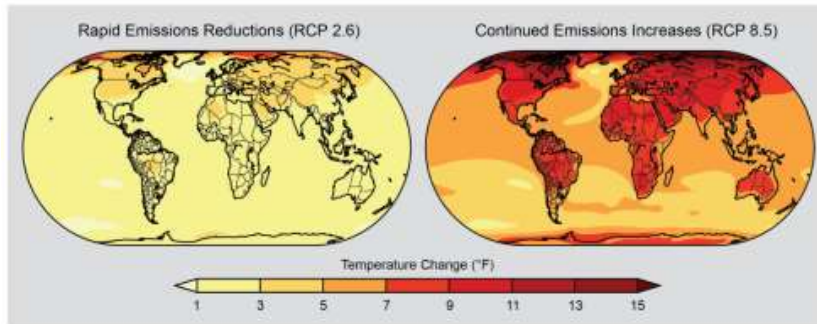 Rapid Emissions Reductions (RCP 2.6)
Continued Emissions Increases (RCP 8.5)
Temperature Change (°F)
1 3 5 7 9 11 13 15